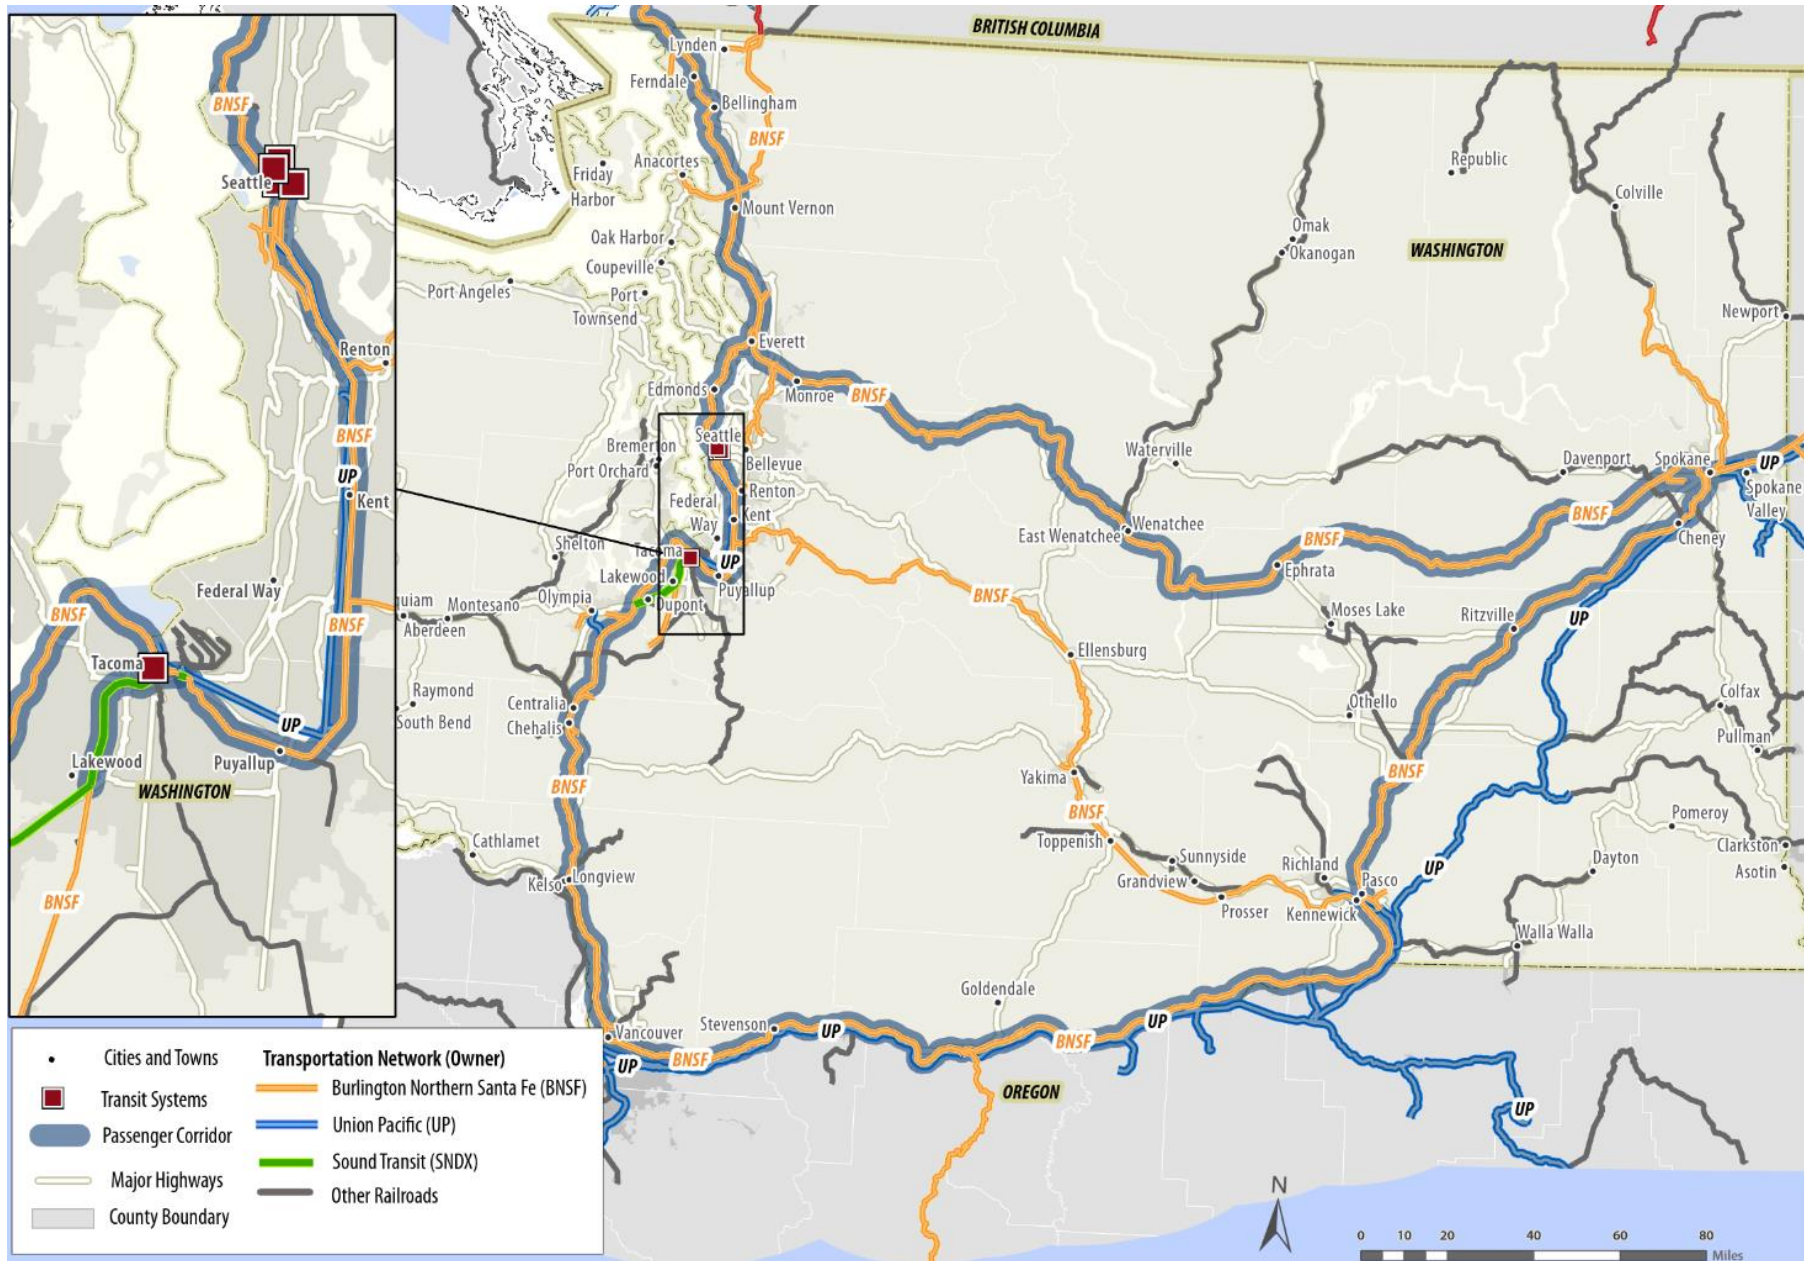 BNSF
Seattle
Renton
BNSF
UP
Kent
Federal Way
BNSF
BNSF
Tacoma
UP
Puyallup
Lakewood
WASHINGTON
BNSF
BRITISH COLUMBIA
Lynden
Ferndale
Bellingham
BNSF
Anacortes
Friday
Harbor
Mount Vernon
Oak Harbor
Coupeville
Port Angeles
Port
Townsend
Everett
Edmonds
Monroe
BNSF
Seattle
Bremerton
Port Orchard
Bellevue
Renton
Federal
Way
Kent
Shelton
Tacoma
UP
Lakewood
Puyallup
Olympia
Dupont
quiam
Montesano
Aberdeen
Raymond
South Bend
Centralia
Chehalis
BNSF
Cathlamet
Kelso
Longview
Vancouver
Stevenson
UP
BNSF
UP
Republic
Colville
Omak
Okanogan
WASHINGTON
Newport
Waterville
Davenport
Spokane
UP
Spokane
Valley
Wenatchee
East Wenatchee
BNSF
BNSF
Cheney
Ephrata
BNSF
Moses Lake
Ritzville
UP
Ellensburg
Othello
Colfax
Pullman
Yakima
BNSF
BNSF
Toppenish
Sunnyside
Grandview
Prosser
Richland
Pasco
Kennewick
UP
Pomeroy
Clarkston
Dayton
Asotin
Walla Walla
Goldendale
BNSF
UP
OREGON
UP
Cities and Towns
Transit Systems
Passenger Corridor
Major Highways
County Boundary
Transportation Network (Owner)
Burlington Northern Santa Fe (BNSF)
Union Pacific (UP)
Sound Transit (SNDX)
Other Railroads
N
0 10 20 40 60 80
Miles